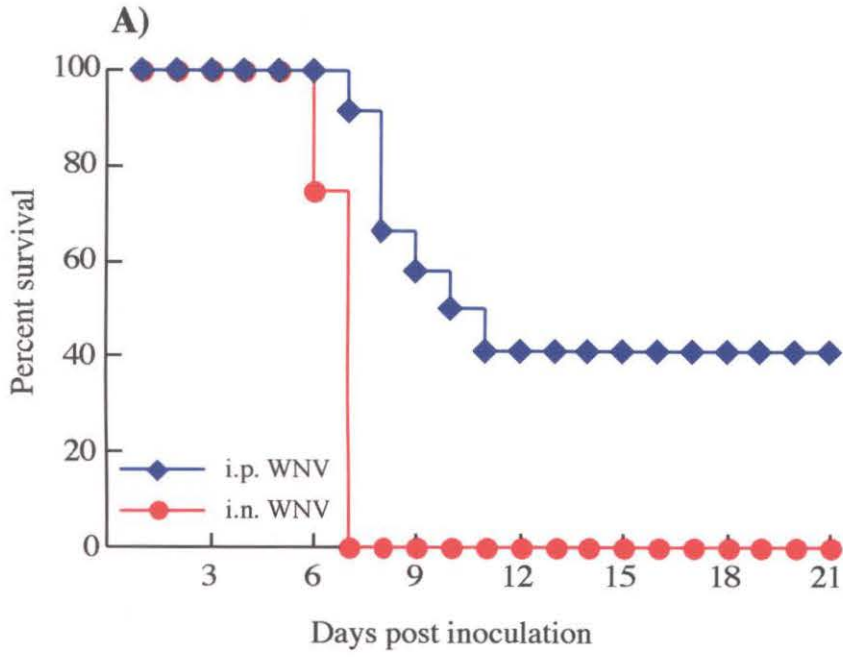 A)
100
80
60
40
20
0
Percent survival
i.p. WNV
i.n. WNV
3 6 9 12 15 18 21
Days post inoculation